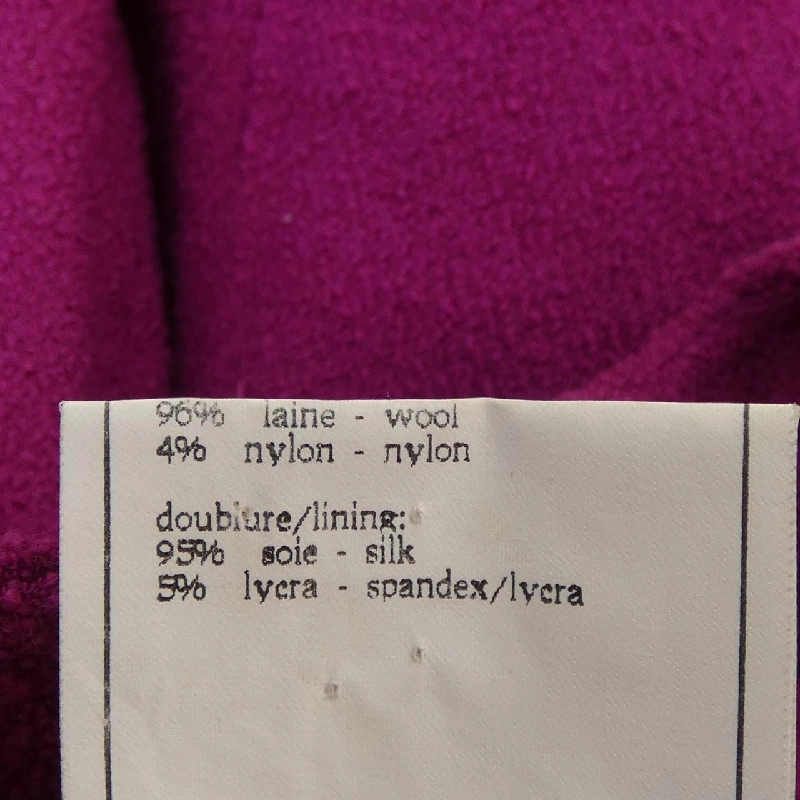 96% laine - wool
4% nylon - nylon
doublure/lining:
95% soie - silk
5% lycra - spandex/lycra